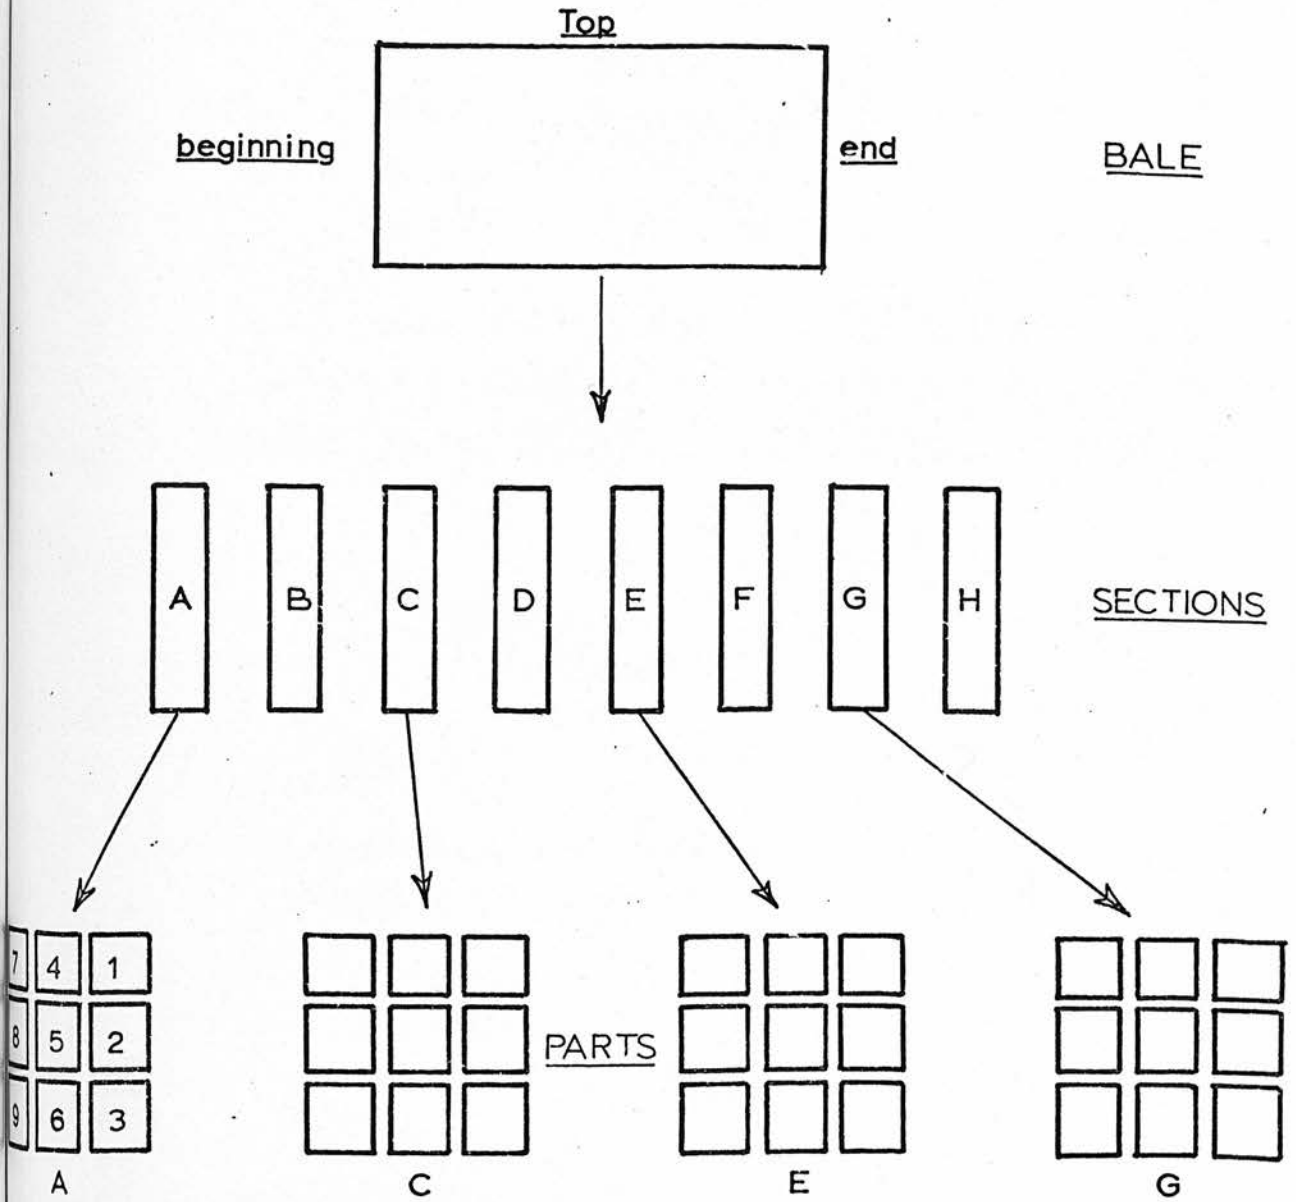 Top
beginning end BALE
A B C D E F G H SECTIONS
7 4 1
8 5 2
PARTS
9 6 3
A C E G